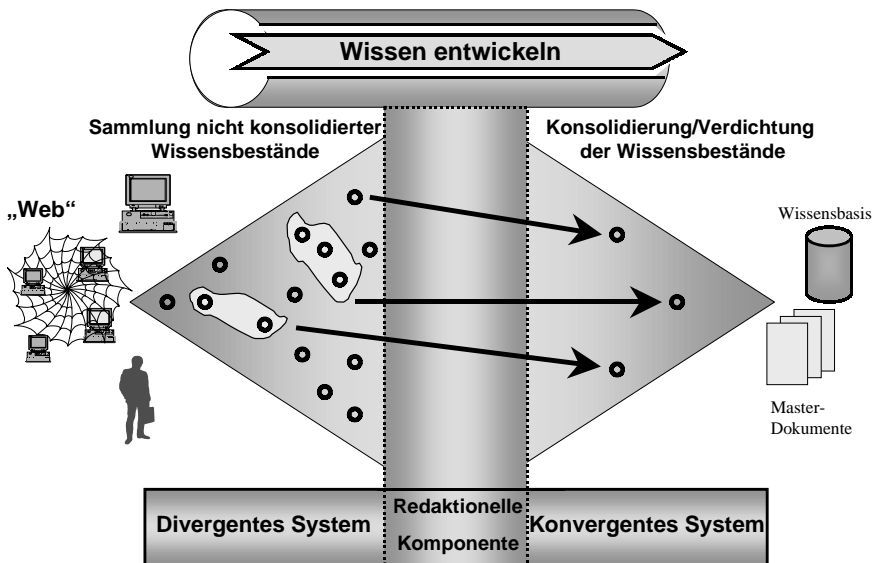 Wissen entwickeln
Sammlung nicht konsolidierter
Wissensbestände
Konsolidierung/Verdichtung
der Wissensbestände
„Web“
Wissensbasis
Master-
Dokumente
Divergentes System
Redaktionelle
Komponente
Konvergentes System